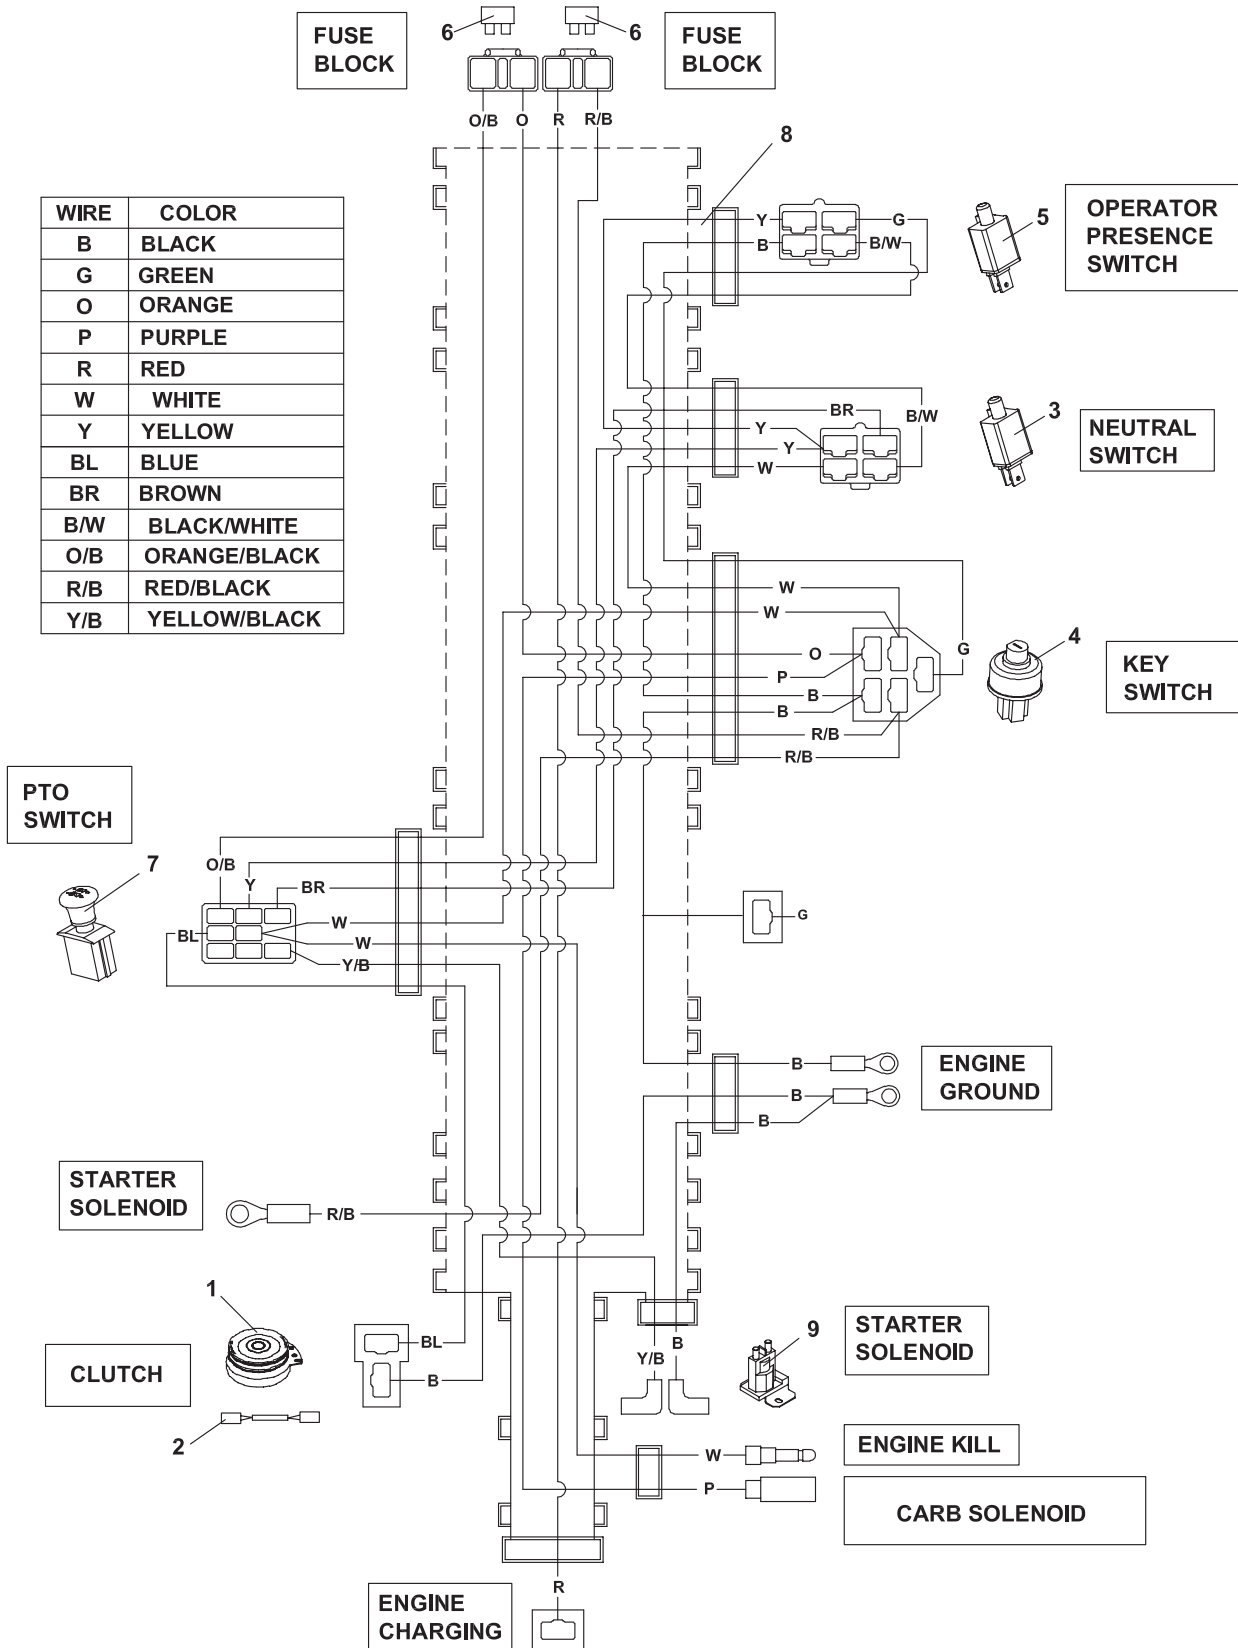 FUSE
BLOCK
6
6
FUSE
BLOCK
O/B
O
R
R/B
8
WIRE COLOR
B BLACK
G GREEN
O ORANGE
P PURPLE
R RED
W WHITE
Y YELLOW
BL BLUE
BR BROWN
B/W BLACK/WHITE
O/B ORANGE/BLACK
R/B RED/BLACK
Y/B YELLOW/BLACK
Y
G
B
B/W
5
OPERATOR
PRESENCE
SWITCH
BR
B/W
Y
Y
W
3
NEUTRAL
SWITCH
W
W
O
G
P
B
B
R/B
R/B
4
KEY
SWITCH
PTO
SWITCH
7
O/B
Y
BR
W
BL
W
Y/B
G
B
B
B
ENGINE
GROUND
STARTER
SOLENOID
R/B
1
CLUTCH
2
BL
B
Y/B
B
9
STARTER
SOLENOID
W
ENGINE KILL
P
CARB SOLENOID
R
ENGINE
CHARGING